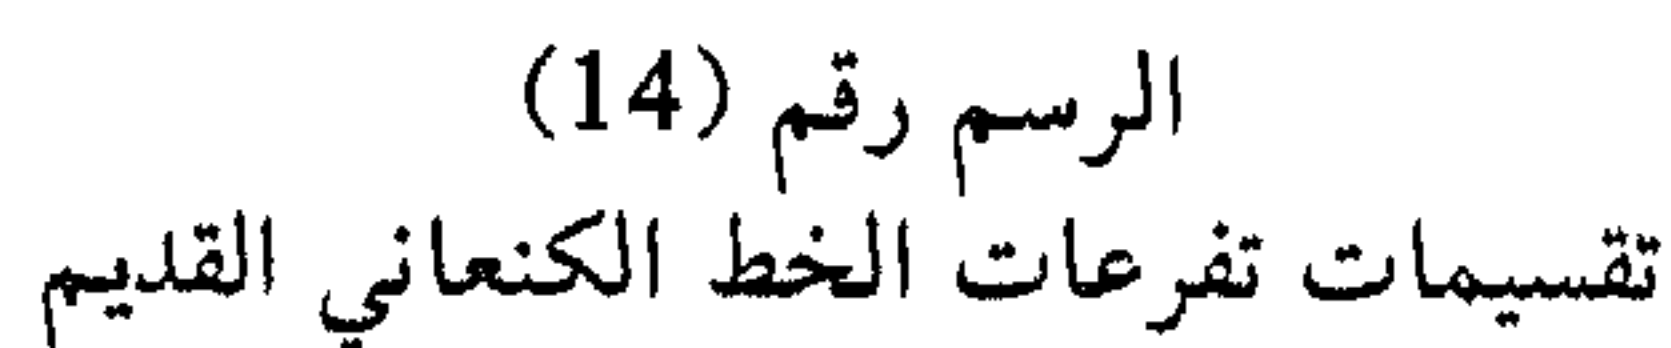 الرسم رقم (14)
تقسيمات تفرعات الخط الكنعاني القديم